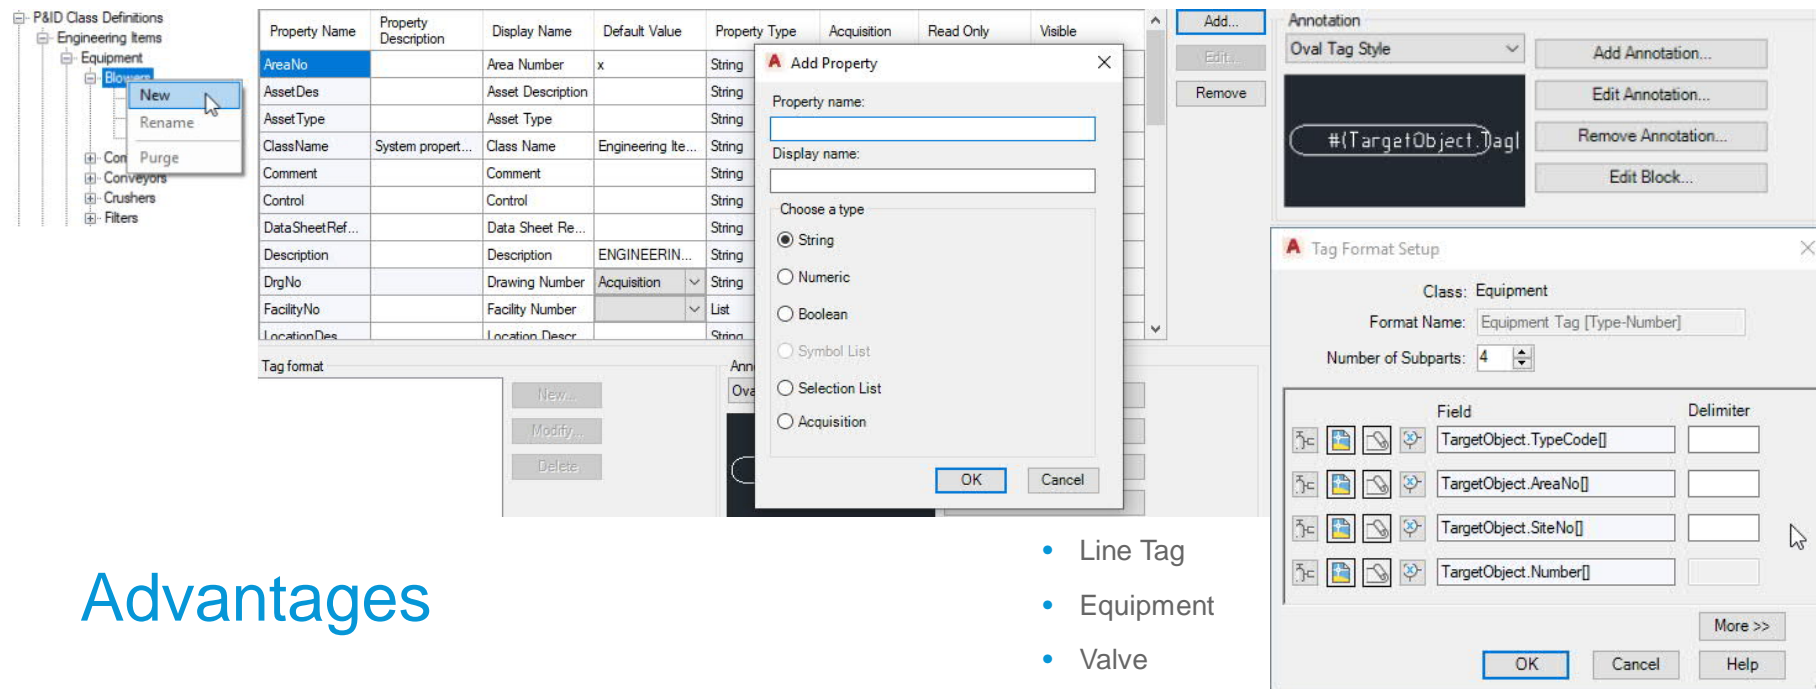 P&ID Class Definitions
Engineering Items
Equipment
Blowers
New
Rename
Purge
Conveyors
Crushers
Filters
Property Name Property Description Display Name Default Value Property Type Acquisition Read Only Visible
AreaNo Area Number x String
AssetDes Asset Description String
AssetType Asset Type String
ClassName System propert... Class Name Engineering Ite... String
Comment Comment String
Control Control String
DataSheetRef... Data Sheet Re... String
Description Description ENGINEERIN... String
DrgNo Drawing Number Acquisition String
FacilityNo Facility Number List
LocationDes Location Descr String
Add...
Edit...
Remove
Tag format
New...
Modify...
Delete
Add Property
Property name:
Display name:
Choose a type
String
Numeric
Boolean
Symbol List
Selection List
Acquisition
OK Cancel
Annotation
Oval Tag Style
Add Annotation...
Edit Annotation...
Remove Annotation...
Edit Block...
#(TargetObject.Tag
Tag Format Setup
Class: Equipment
Format Name: Equipment Tag [Type-Number]
Number of Subparts: 4
Field Delimiter
TargetObject.TypeCode[]
TargetObject.AreaNo[]
TargetObject.SiteNo[]
TargetObject.Number[]
More >>
OK Cancel Help
Advantages
• Line Tag
• Equipment
• Valve